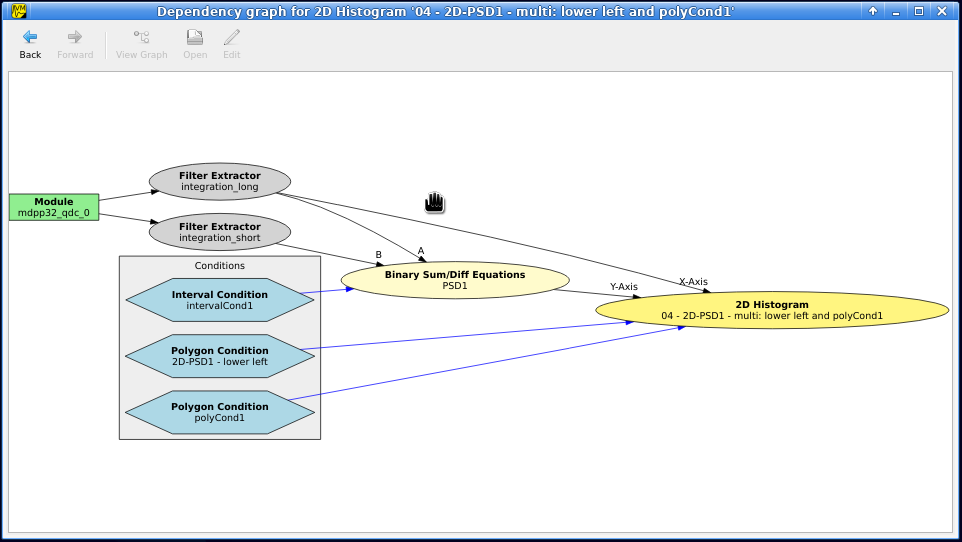 Dependency graph for 2D Histogram '04 - 2D-PSD1 - multi: lower left and polyCond1'
Back
Forward
View Graph
Open
Edit
Filter Extractor
integration_long
Module
mdpp32_qdc_0
Filter Extractor
integration_short
B
A
Conditions
Binary Sum/Diff Equations
PSD1
Y-Axis
X-Axis
Interval Condition
intervalCond1
2D Histogram
04 - 2D-PSD1 - multi: lower left and polyCond1
Polygon Condition
2D-PSD1 - lower left
Polygon Condition
polyCond1